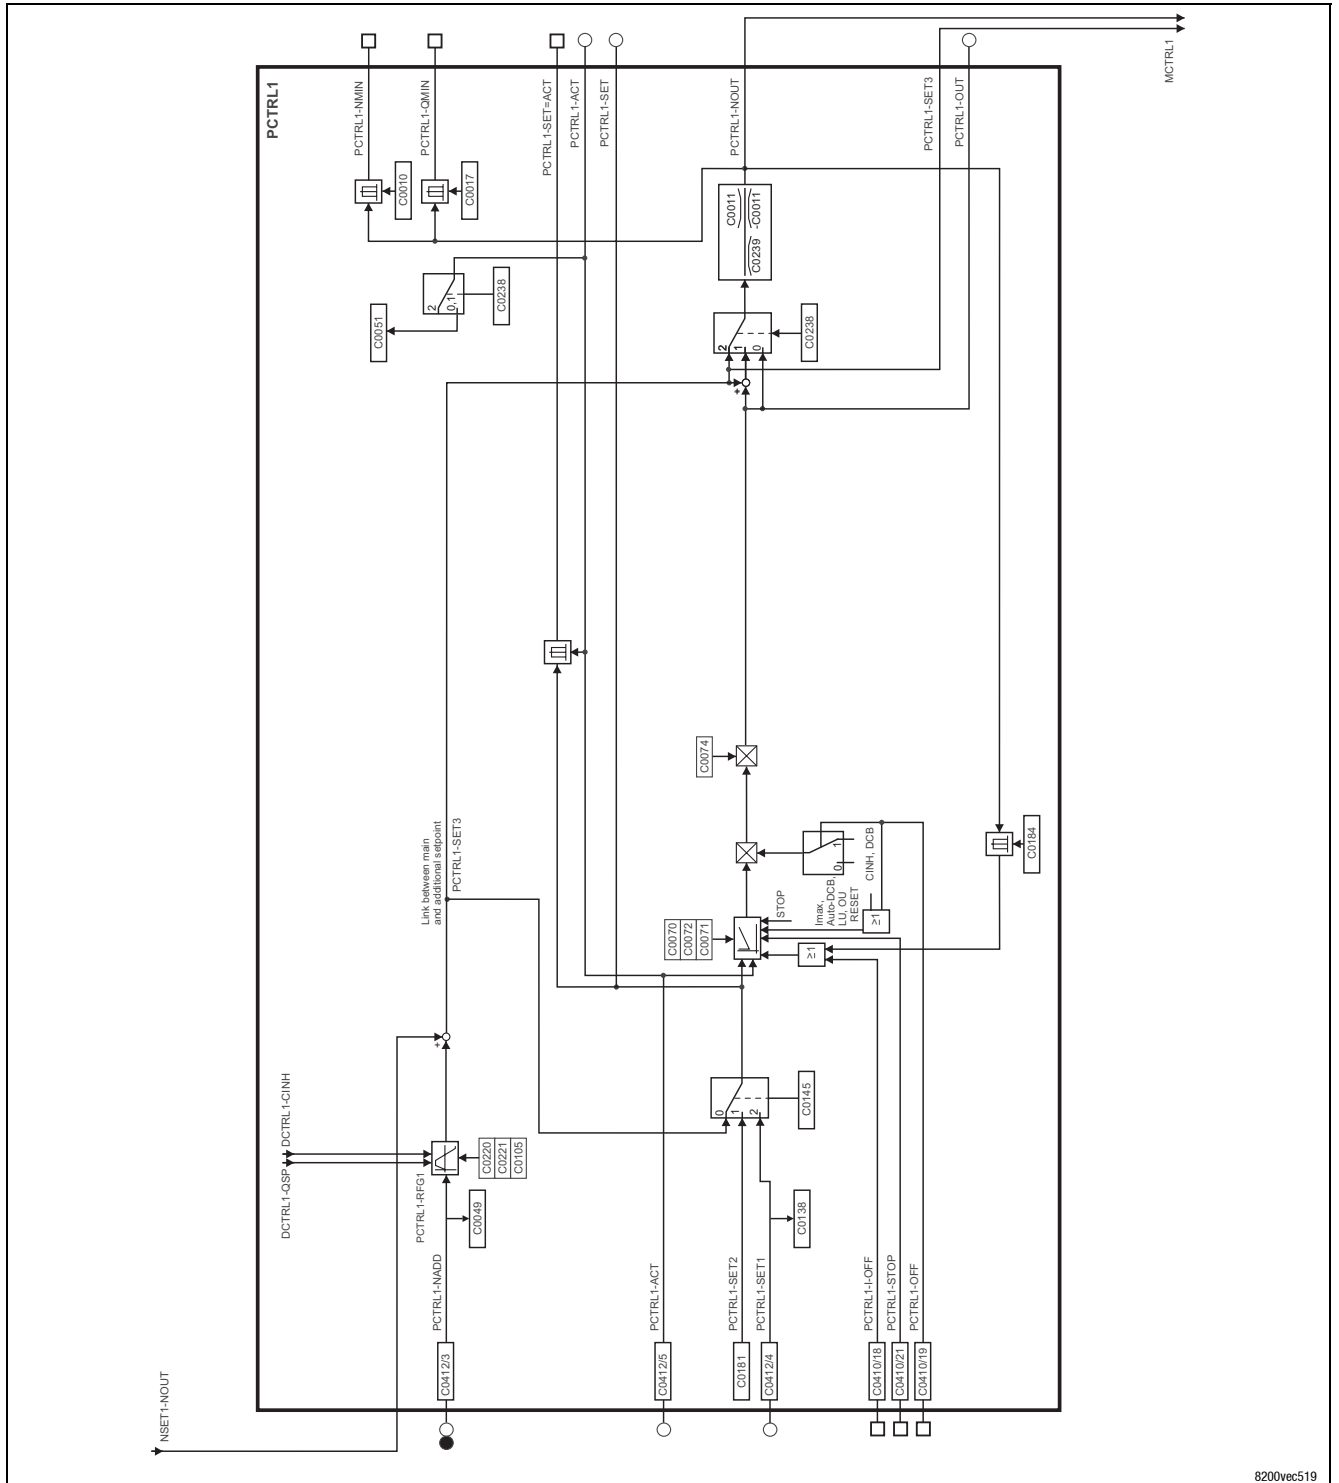 PCTRL1
PCTRL1-NMIN
PCTRL1-QMIN
PCTRL1-SET=ACT
PCTRL1-ACT
PCTRL1-SET
PCTRL1-NOUT
PCTRL1-SET3
PCTRL1-OUT
MCTRL1
C0010
C0017
C0011
-C0011
C0239
C0051
2
0,1
C0238
2
1
0
C0238
+
C0074
Link between main
and additional setpoint
PCTRL1-SET3
C0070
C0072
C0071
STOP
Imax,
Auto-DCB,
LU, OU
RESET
0
1
CINH, DCB
≥1
≥1
C0184
+
DCTRL1-QSP
DCTRL1-CINH
PCTRL1-RFG1
C0220
C0221
C0105
C0049
0
1
2
C0145
C0138
PCTRL1-NADD
PCTRL1-ACT
PCTRL1-SET2
PCTRL1-SET1
PCTRL1-I-OFF
PCTRL1-STOP
PCTRL1-OFF
C0412/3
C0412/5
C0181
C0412/4
C0410/18
C0410/21
C0410/19
NSET1-NOUT
8200vec519